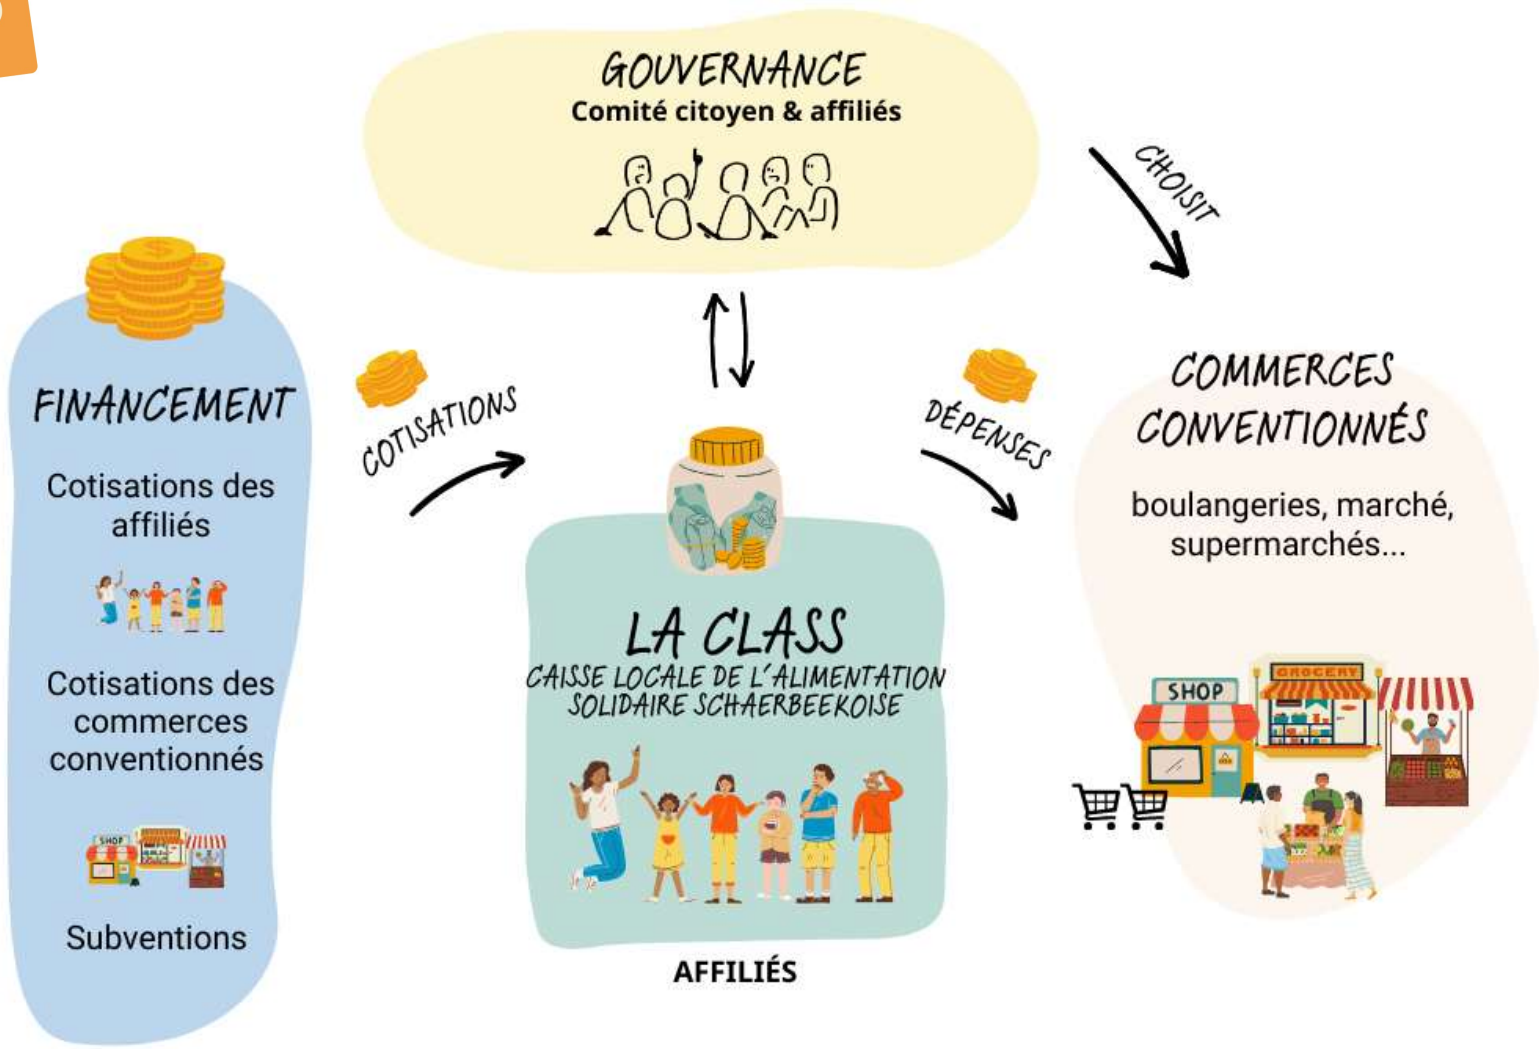 GOUVERNANCE
Comité citoyen & affiliés
CHOISIT
FINANCEMENT
Cotisations des
affiliés
Cotisations des
commerces
conventionnés
SHOP
Subventions
COTISATIONS
DÉPENSES
LA CLASS
CAISSE LOCALE DE L'ALIMENTATION
SOLIDAIRE SCHAERBEEKOISE
AFFILIÉS
COMMERCES
CONVENTIONNÉS
boulangeries, marché,
supermarchés...
GROCERY
SHOP